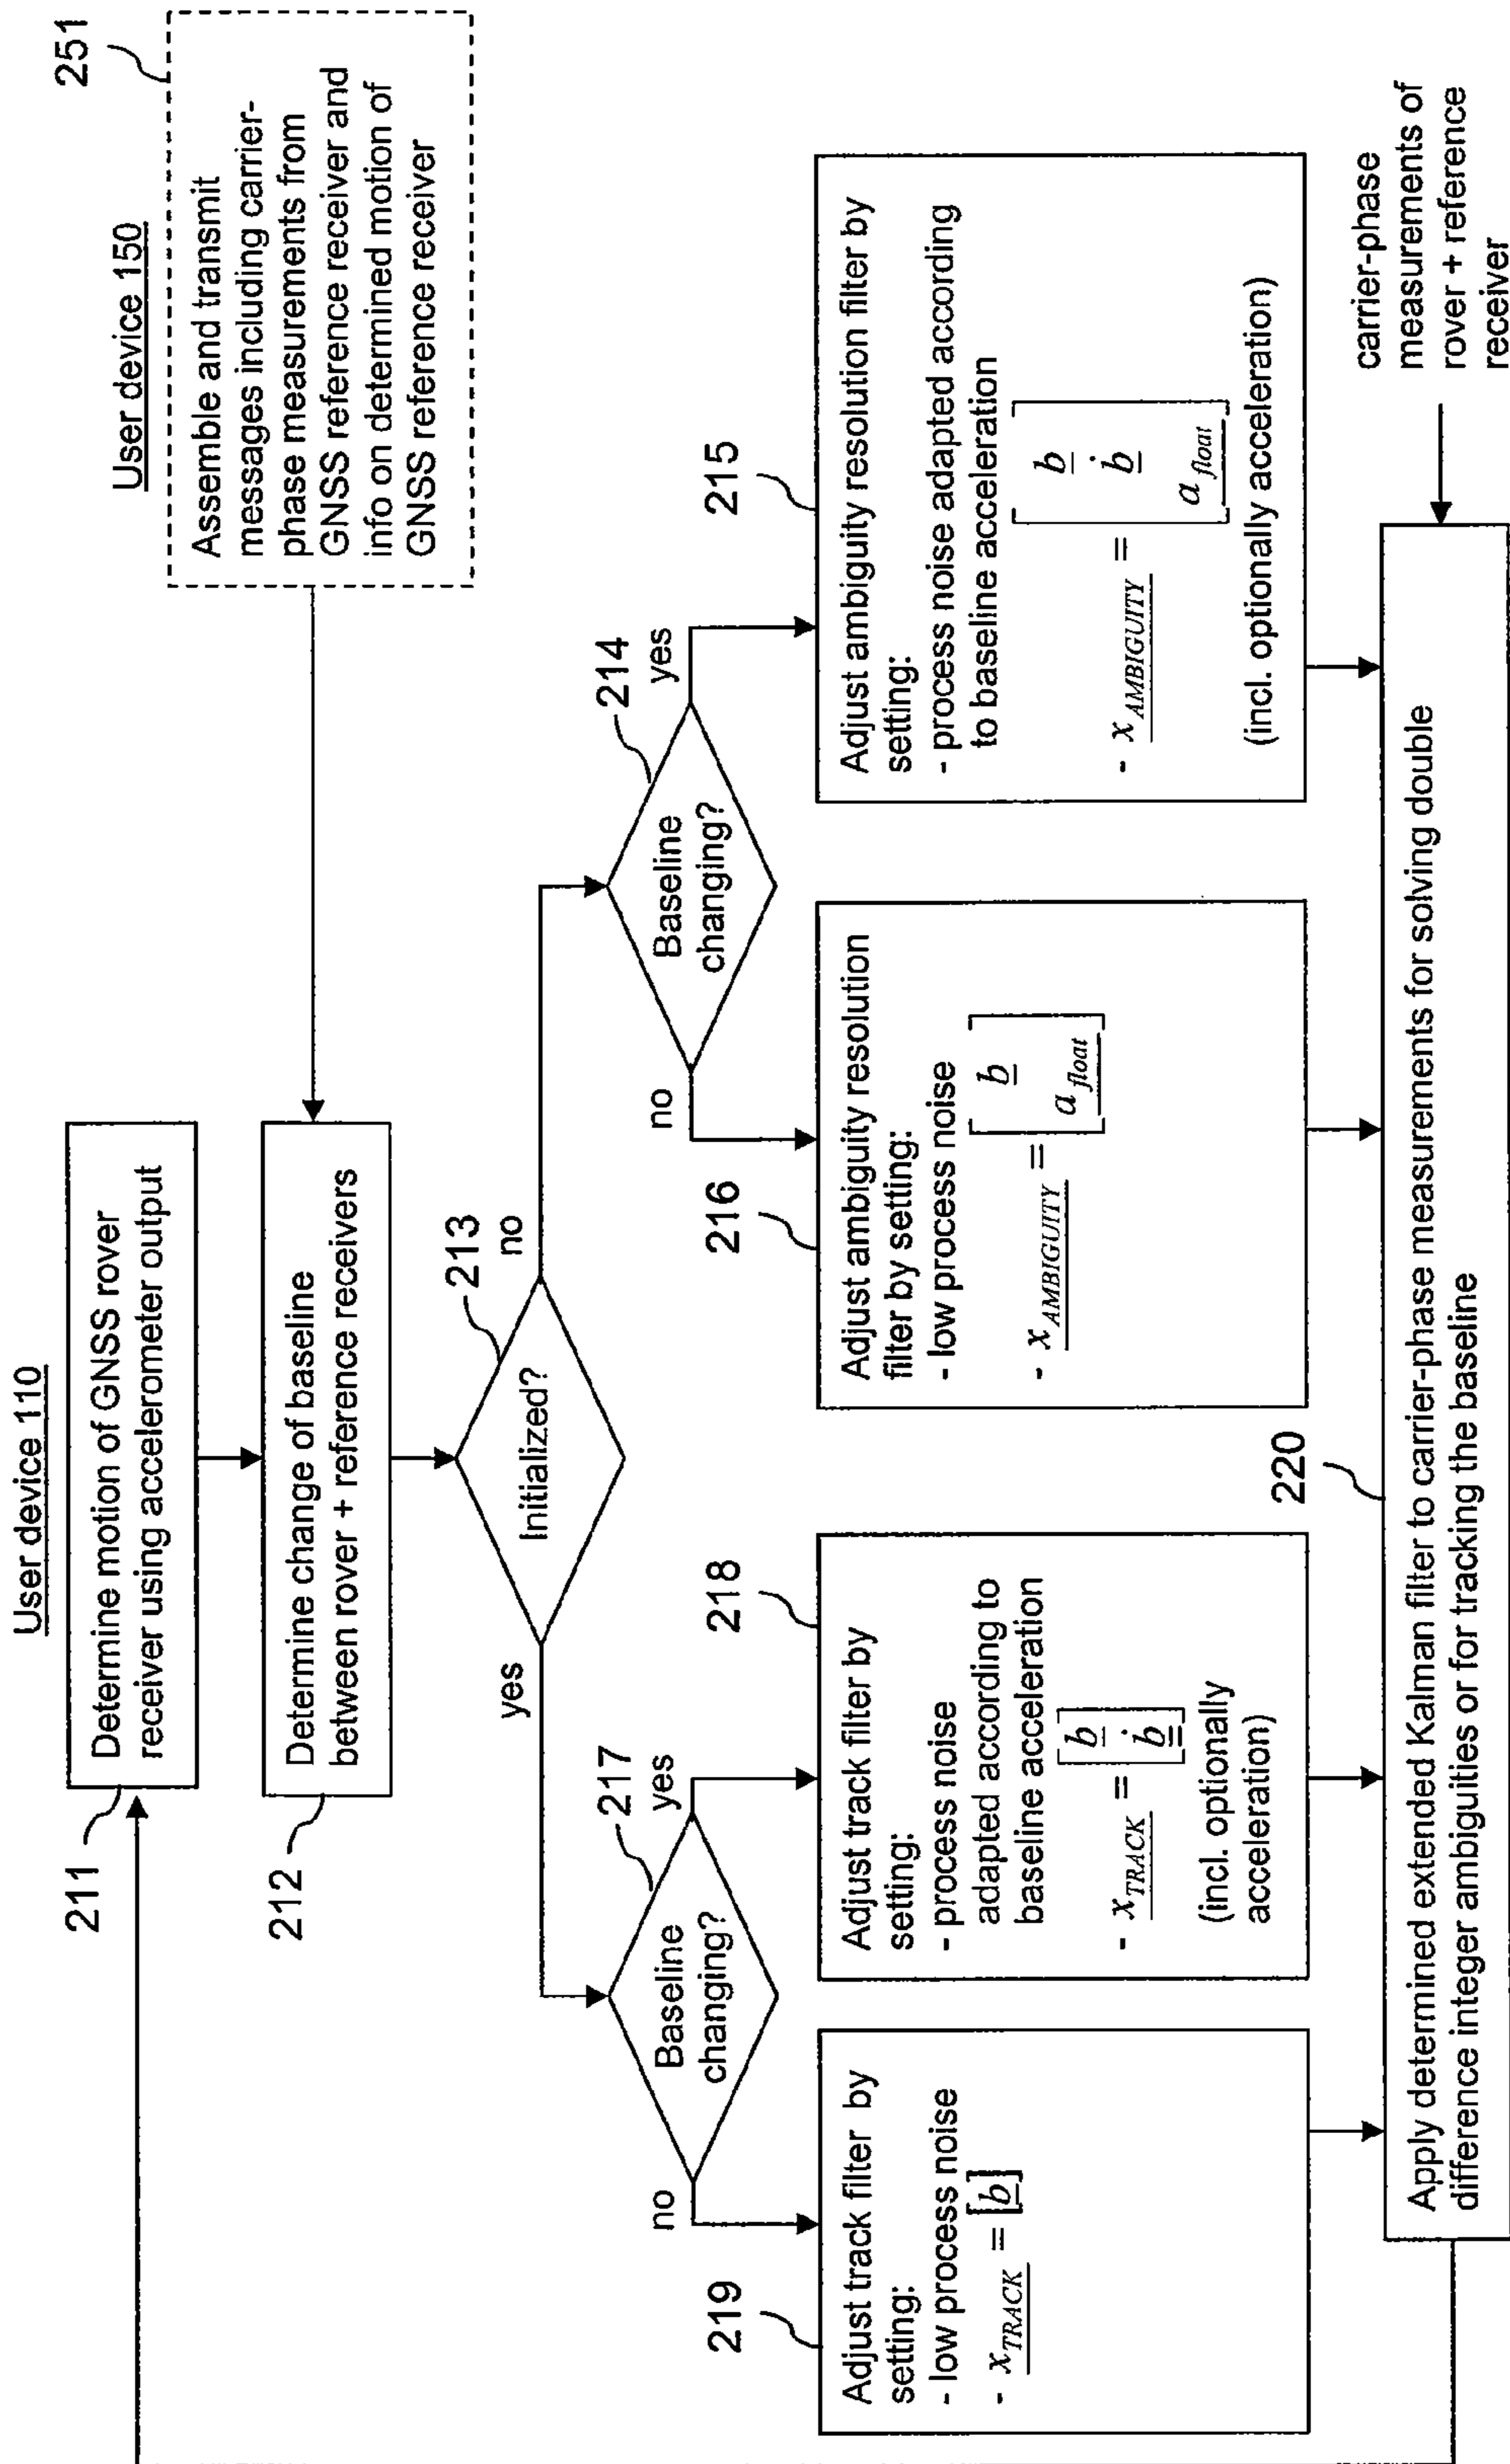 User device 110
211
Determine motion of GNSS rover
receiver using accelerometer output
212
Determine change of baseline
between rover + reference receivers
User device 150
251
Assemble and transmit
messages including carrier-
phase measurements from
GNSS reference receiver and
info on determined motion of
GNSS reference receiver
213
Initialized?
yes
no
217
Baseline
changing?
no
yes
214
Baseline
changing?
no
yes
219
Adjust track filter by
setting:
- low process noise
- x TRACK = [b]
218
Adjust track filter by
setting:
- process noise
adapted according to
baseline acceleration
- x TRACK = [b
ḃ]
(incl. optionally
acceleration)
216
Adjust ambiguity resolution
filter by setting:
- low process noise
- x AMBIGUITY = [b
a float]
215
Adjust ambiguity resolution filter by
setting:
- process noise adapted according
to baseline acceleration
- x AMBIGUITY = [b
ḃ
a float]
(incl. optionally acceleration)
220
Apply determined extended Kalman filter to carrier-phase measurements for solving double
difference integer ambiguities or for tracking the baseline
carrier-phase
measurements of
rover + reference
receiver